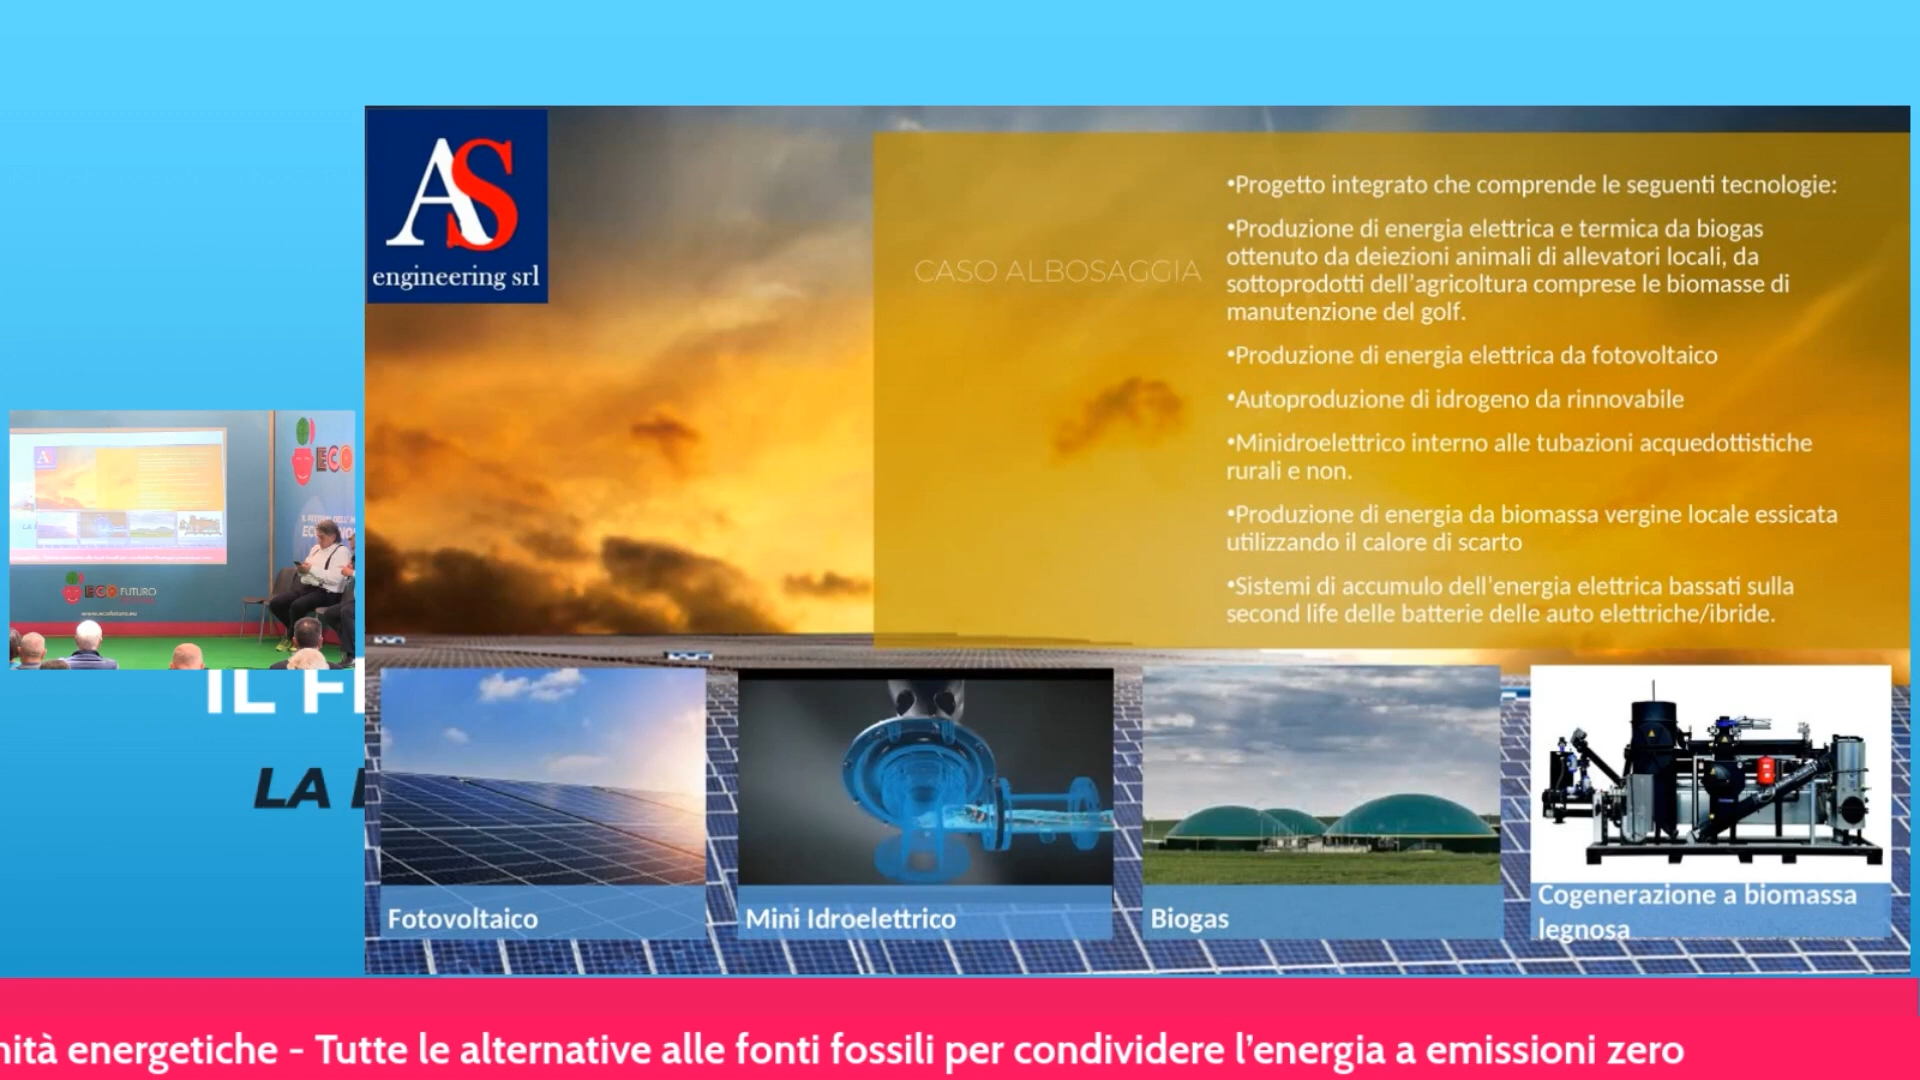 AS
engineering srl
CASO ALBOSAGGIA
•Progetto integrato che comprende le seguenti tecnologie:
•Produzione di energia elettrica e termica da biogas
ottenuto da deiezioni animali di allevatori locali, da
sottoprodotti dell'agricoltura comprese le biomasse di
manutenzione del golf.
•Produzione di energia elettrica da fotovoltaico
•Autoproduzione di idrogeno da rinnovabile
•Minidroelettrico interno alle tubazioni acquedottistiche
rurali e non.
•Produzione di energia da biomassa vergine locale essicata
utilizzando il calore di scarto
•Sistemi di accumulo dell'energia elettrica bassati sulla
second life delle batterie delle auto elettriche/ibride.
ECO
ECO FUTURO
www.ecofuturo.eu
IL F
LA
Fotovoltaico
Mini Idroelettrico
Biogas
Cogenerazione a biomassa
legnosa
nità energetiche - Tutte le alternative alle fonti fossili per condividere l'energia a emissioni zero